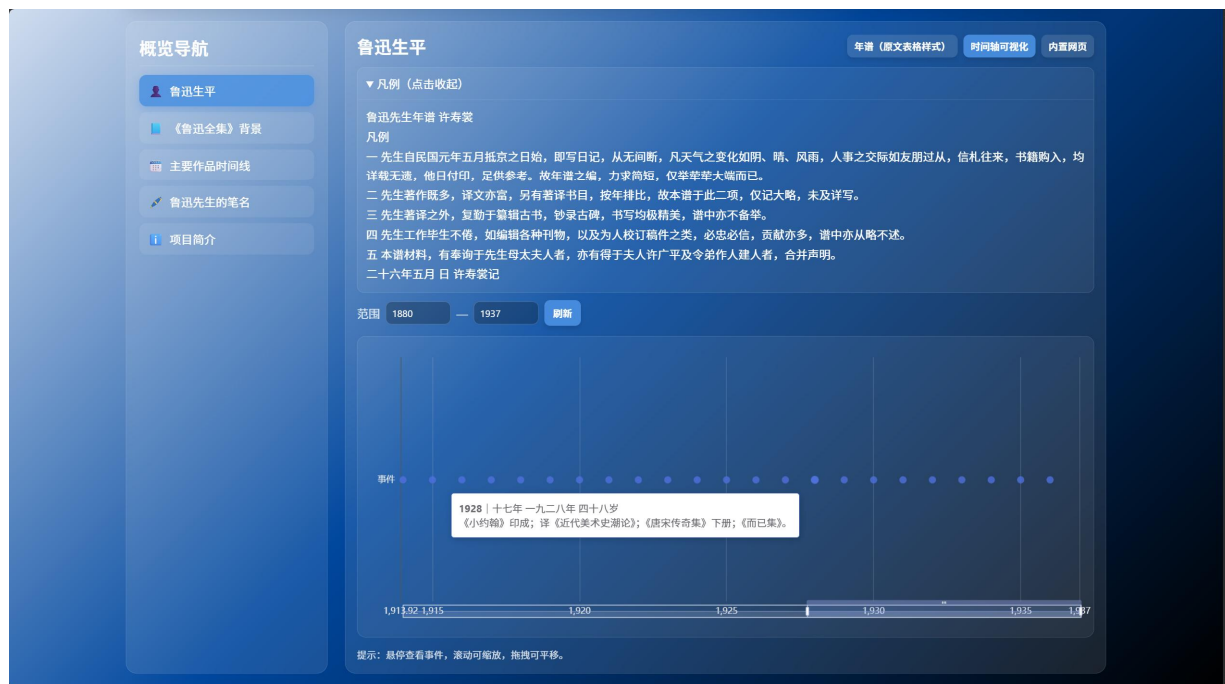 概览导航
鲁迅生平
《鲁迅全集》背景
主要作品时间线
鲁迅先生的笔名
项目简介
鲁迅生平
年谱（原文表格样式）
时间轴可视化
内置网页
▼凡例（点击收起）
鲁迅先生年谱 许寿裳
凡例
一 先生自民国元年五月抵京之日始，即写日记，从无间断，凡天气之变化如阴、晴、风雨，人事之交际如友朋过从，信札往来，书籍购入，均
详载无遗，他日付印，足供参考。故年谱之编，力求简短，仅举荦荦大端而已。
二 先生著作既多，译文亦富，另有著译书目，按年排比，故本谱于此二项，仅记大略，未及详写。
三 先生著译之外，复勤于纂辑古书，钞录古碑，书写均极精美，谱中亦不备举。
四 先生工作毕生不倦，如编辑各种刊物，以及为人校订稿件之类，必忠必信，贡献亦多，谱中亦从略不述。
五 本谱材料，有奉询于先生母太夫人者，亦有得于夫人许广平及令弟作人建人者，合并声明。
二十六年五月 日 许寿裳记
范围 1880 — 1937 刷新
事件
1928｜十七年 一九二八年 四十八岁
《小约翰》印成；译《近代美术史潮论》；《唐宋传奇集》下册；《而已集》。
1,915 1,920 1,925 1,930 1,935 1,937
提示：悬停查看事件，滚动可缩放，拖拽可平移。